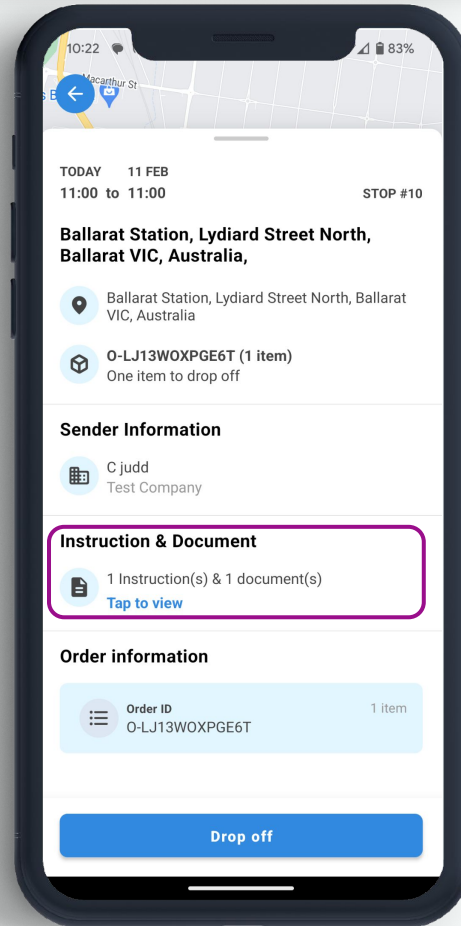 10:22
83%
Macarthur St
TODAY 11 FEB
11:00 to 11:00 STOP #10
Ballarat Station, Lydiard Street North,
Ballarat VIC, Australia,
Ballarat Station, Lydiard Street North, Ballarat
VIC, Australia
O-LJ13WOXPGE6T (1 item)
One item to drop off
Sender Information
C judd
Test Company
Instruction & Document
1 Instruction(s) & 1 document(s)
Tap to view
Order information
Order ID 1 item
O-LJ13WOXPGE6T
Drop off